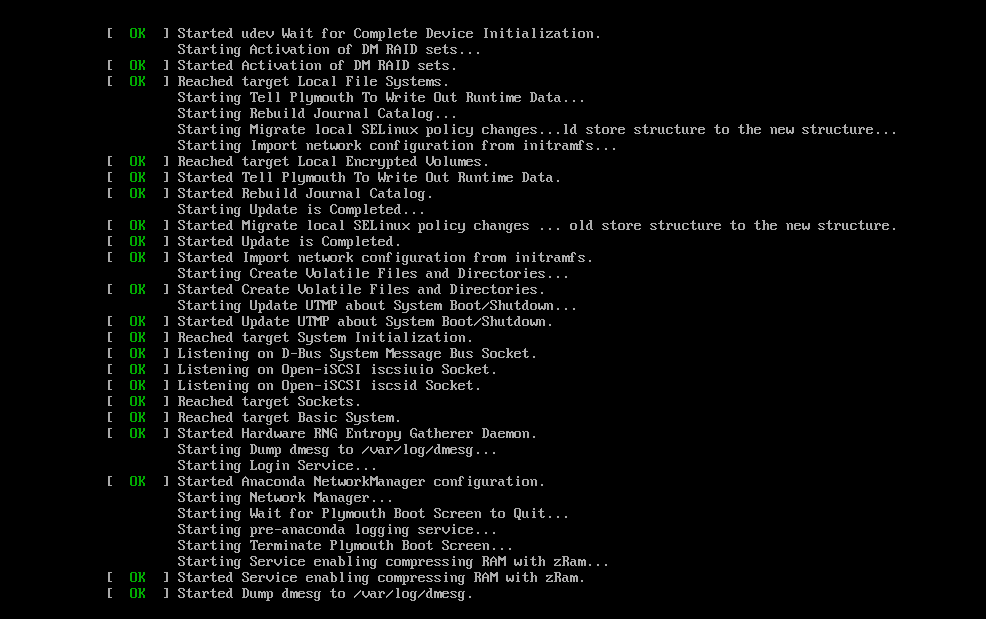 [  OK  ] Started udev Wait for Complete Device Initialization.
         Starting Activation of DM RAID sets...
[  OK  ] Started Activation of DM RAID sets.
[  OK  ] Reached target Local File Systems.
         Starting Tell Plymouth To Write Out Runtime Data...
         Starting Rebuild Journal Catalog...
         Starting Migrate local SELinux policy changes...ld store structure to the new structure...
         Starting Import network configuration from initramfs...
[  OK  ] Reached target Local Encrypted Volumes.
[  OK  ] Started Tell Plymouth To Write Out Runtime Data.
[  OK  ] Started Rebuild Journal Catalog.
         Starting Update is Completed...
[  OK  ] Started Migrate local SELinux policy changes ... old store structure to the new structure.
[  OK  ] Started Update is Completed.
[  OK  ] Started Import network configuration from initramfs.
         Starting Create Volatile Files and Directories...
[  OK  ] Started Create Volatile Files and Directories.
         Starting Update UTMP about System Boot/Shutdown...
[  OK  ] Started Update UTMP about System Boot/Shutdown.
[  OK  ] Reached target System Initialization.
[  OK  ] Listening on D-Bus System Message Bus Socket.
[  OK  ] Listening on Open-iSCSI iscsiuio Socket.
[  OK  ] Listening on Open-iSCSI iscsid Socket.
[  OK  ] Reached target Sockets.
[  OK  ] Reached target Basic System.
[  OK  ] Started Hardware RNG Entropy Gatherer Daemon.
         Starting Dump dmesg to /var/log/dmesg...
         Starting Login Service...
[  OK  ] Started Anaconda NetworkManager configuration.
         Starting Network Manager...
         Starting Wait for Plymouth Boot Screen to Quit...
         Starting pre-anaconda logging service...
         Starting Terminate Plymouth Boot Screen...
         Starting Service enabling compressing RAM with zRam...
[  OK  ] Started Service enabling compressing RAM with zRam.
[  OK  ] Started Dump dmesg to /var/log/dmesg.